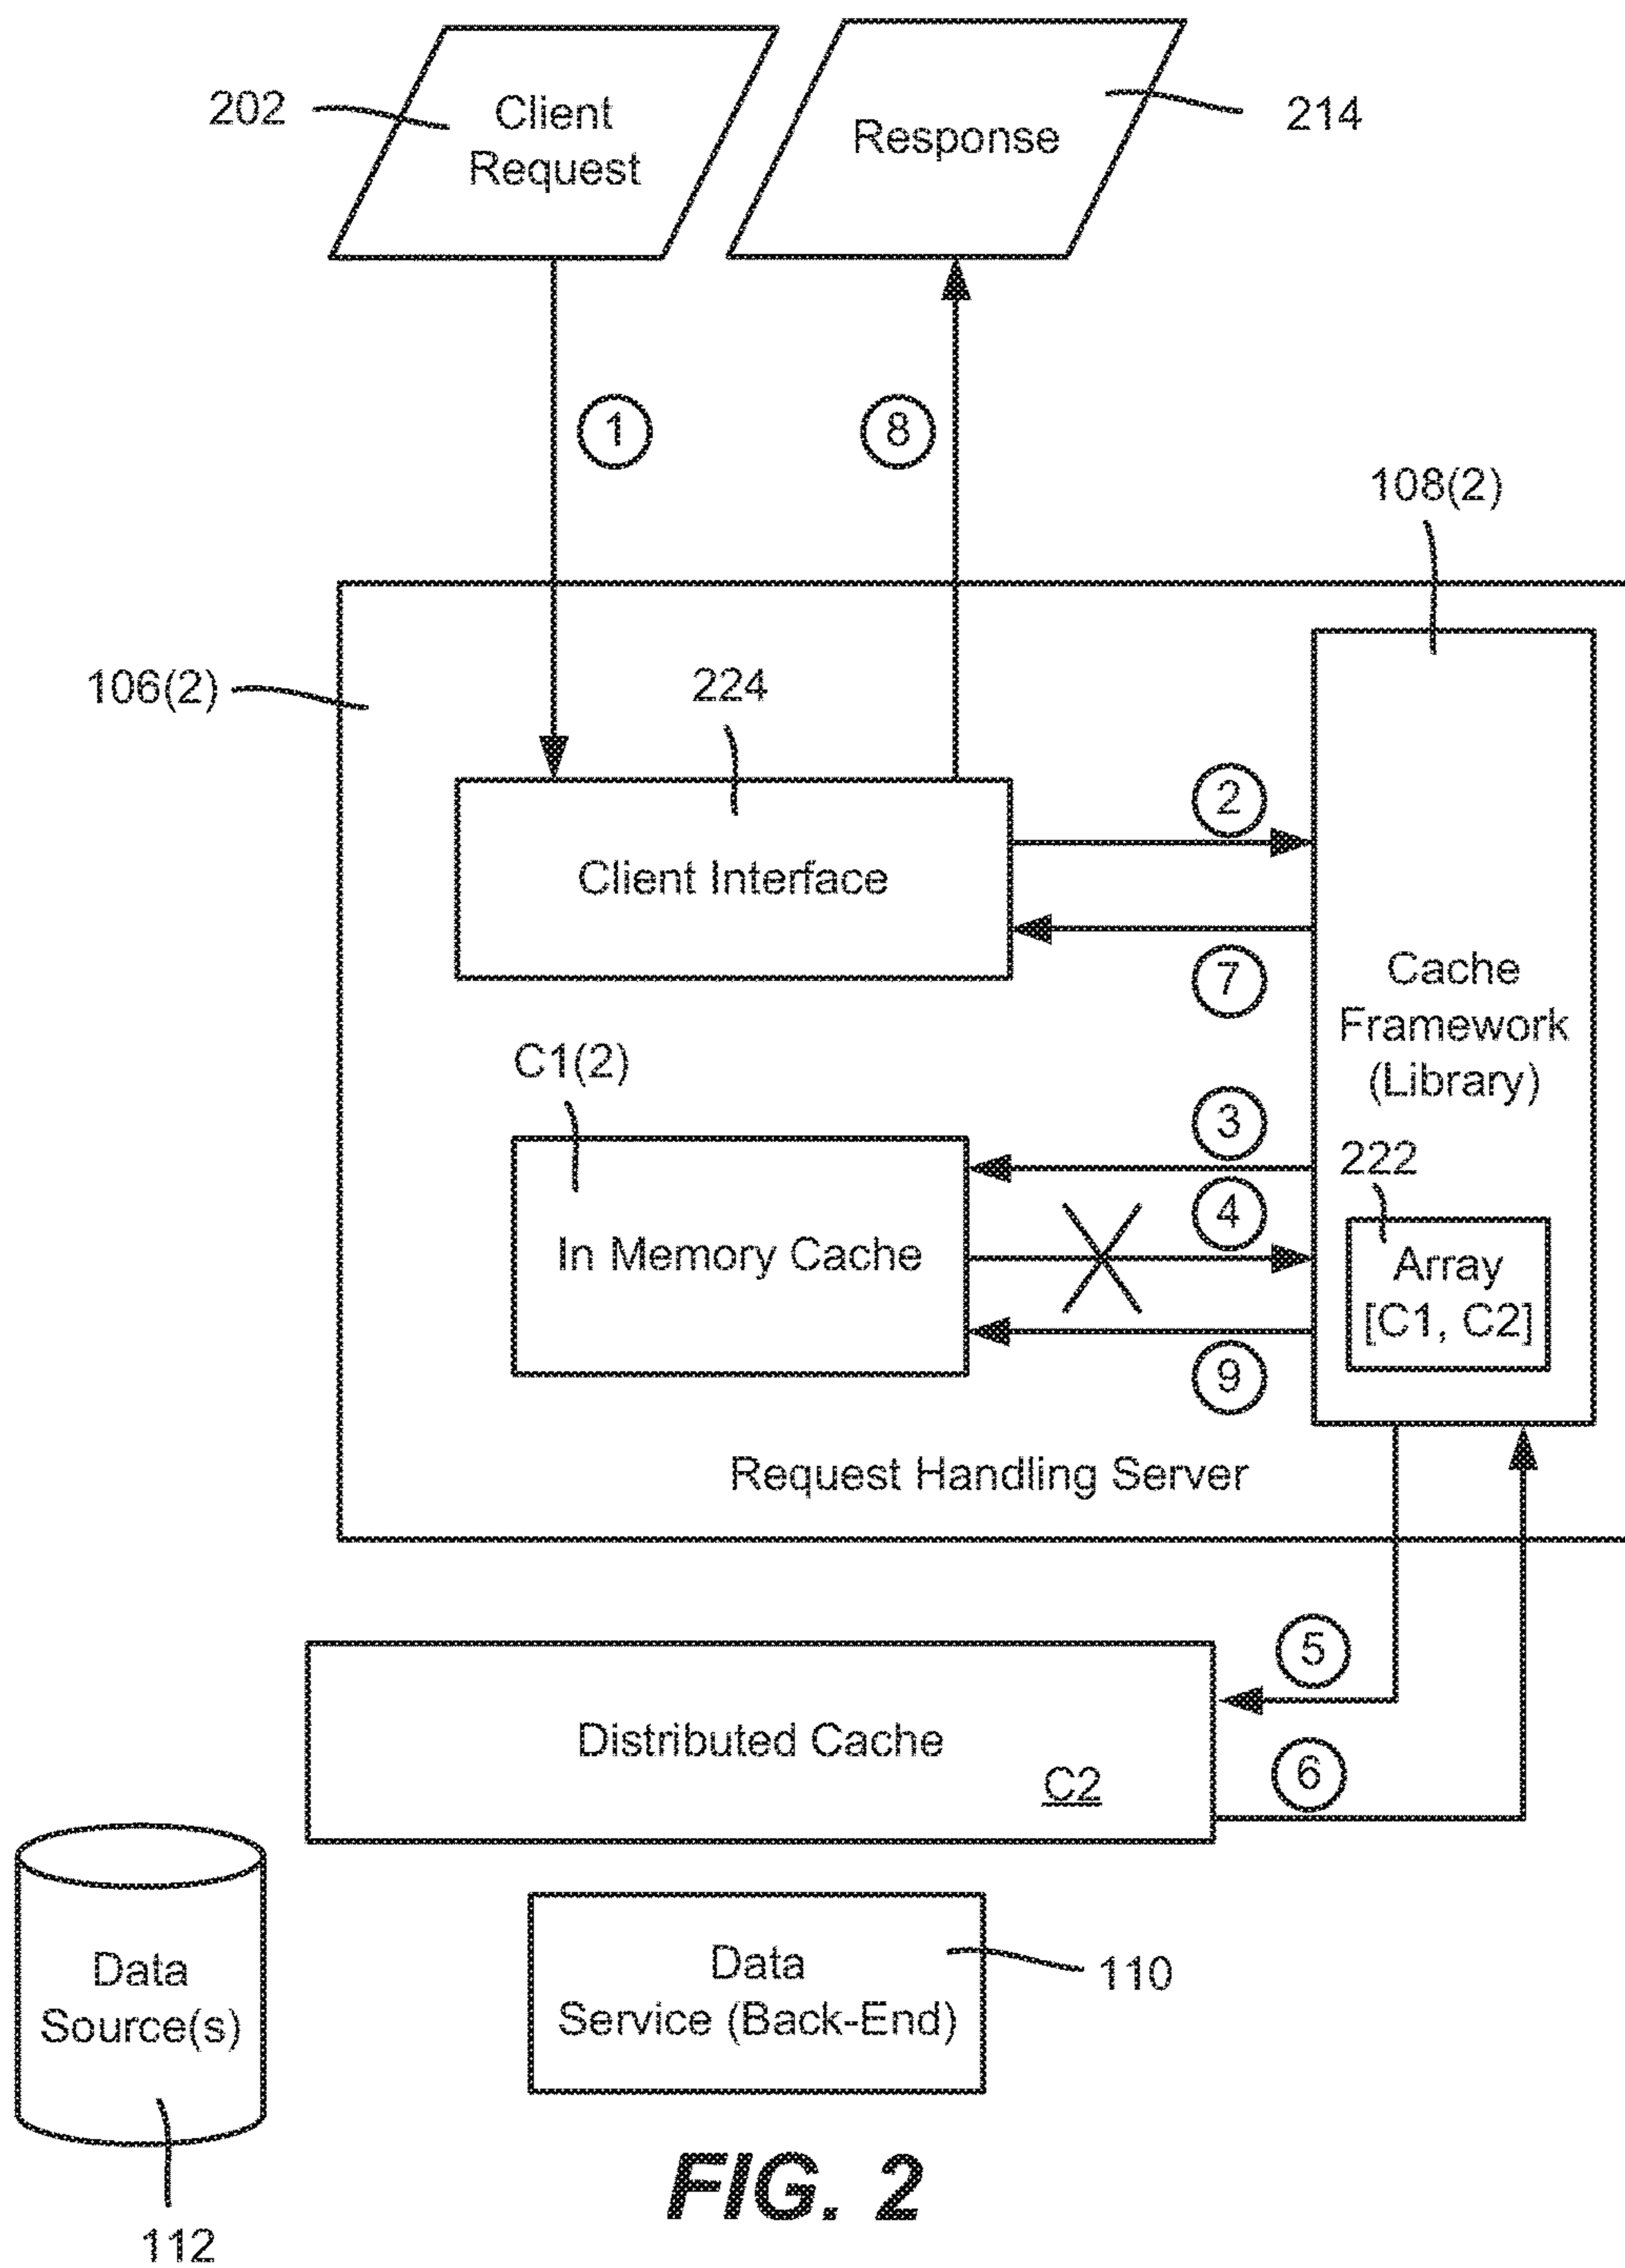 202
Client
Request
Response
214
1
8
108(2)
106(2)
224
2
Client Interface
7
Cache
Framework
(Library)
C1(2)
3
222
4
In Memory Cache
Array
[C1, C2]
9
Request Handling Server
5
Distributed Cache
C2
6
Data
Source(s)
Data
Service (Back-End)
110
112
FIG. 2